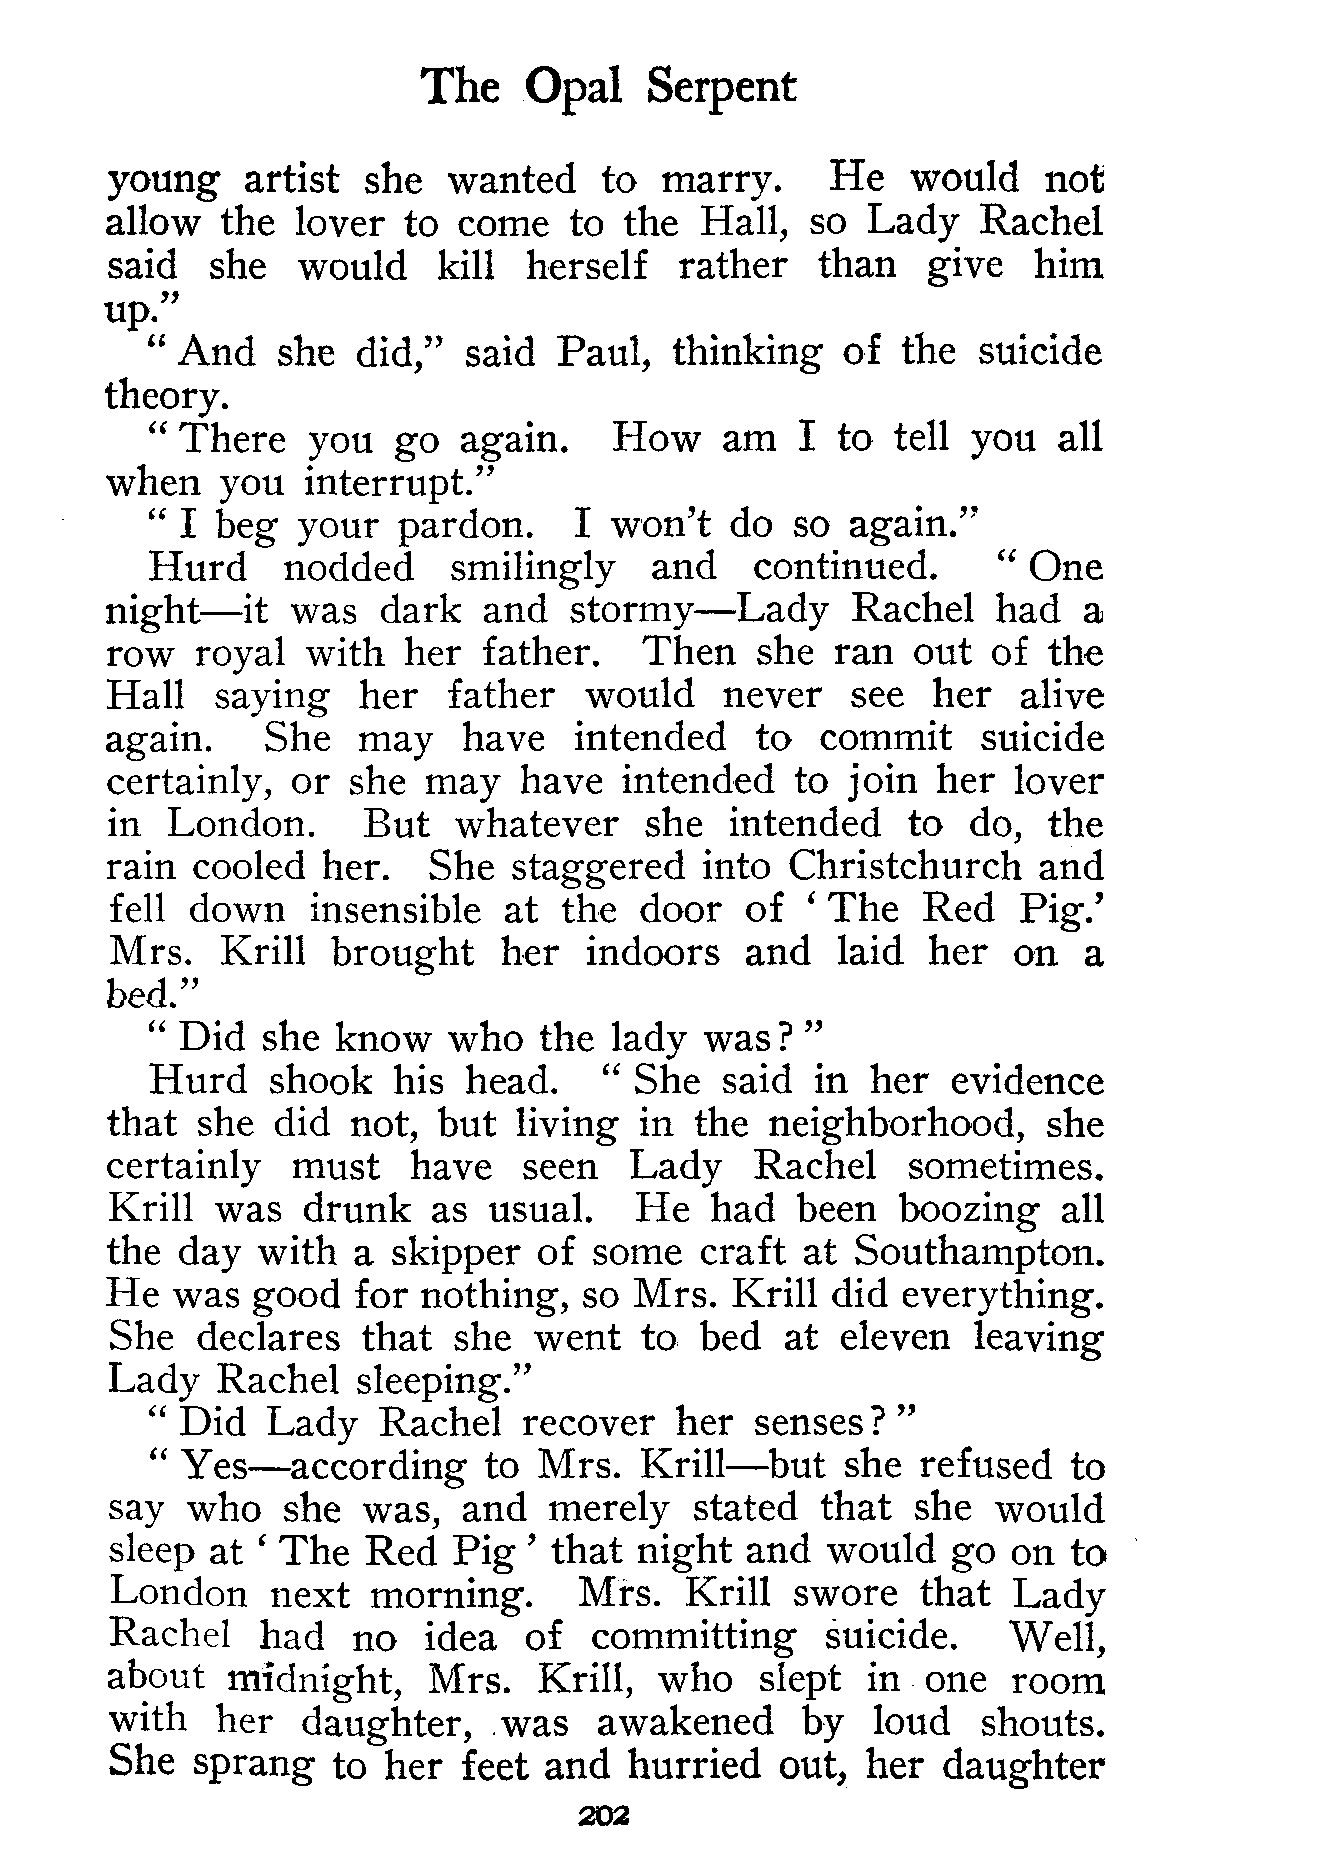 The Opal Serpent
young artist she wanted to marry. He would not
allow the lover to come to the Hall, so Lady Rachel
said she would kill herself rather than give him
up.”
“ And she did,” said Paul, thinking of the suicide
theory.
“ There you go again. How am I to tell you all
when you interrupt.”
“ I beg your pardon. I won’t do so again.”
Hurd nodded smilingly and continued. “ One
night—it was dark and stormy—Lady Rachel had a
row royal with her father. Then she ran out of the
Hall saying her father would never see her alive
again. She may have intended to commit suicide
certainly, or she may have intended to join her lover
in London. But whatever she intended to do, the
rain cooled her. She staggered into Christchurch and
fell down insensible at the door of ‘ The Red Pig.’
Mrs. Krill brought her indoors and laid her on a
bed.”
“ Did she know who the lady was? ”
Hurd shook his head. “ She said in her evidence
that she did not, but living in the neighborhood, she
certainly must have seen Lady Rachel sometimes.
Krill was drunk as usual. He had been boozing all
the day with a skipper of some craft at Southampton.
He was good for nothing, so Mrs. Krill did everything.
She declares that she went to bed at eleven leaving
Lady Rachel sleeping.”
“ Did Lady Rachel recover her senses? ”
“ Yes—according to Mrs. Krill—but she refused to
say who she was, and merely stated that she would
sleep at ‘ The Red Pig ’ that night and would go on to
London next morning. Mrs. Krill swore that Lady
Rachel had no idea of committing suicide. Well,
about midnight, Mrs. Krill, who slept in one room
with her daughter, was awakened by loud shouts.
She sprang to her feet and hurried out, her daughter
202